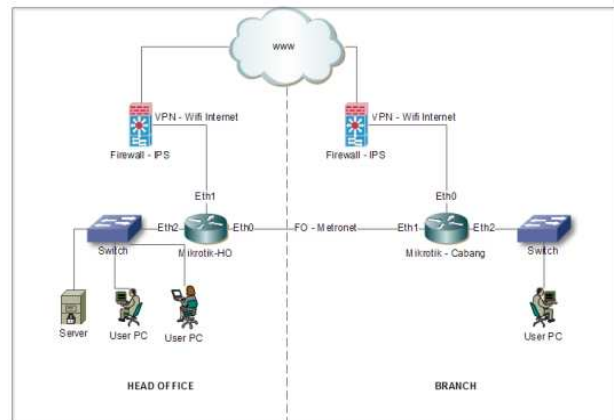 www
VPN - Wifi Internet
VPN - Wifi Internet
Firewall - IPS
Firewall - IPS
Eth1
Eth0
Eth2
Eth0
FO - Metronet
Eth1
Eth2
Switch
Mikrotik-HO
Mikrotik - Cabang
Switch
Server
User PC
User PC
User PC
HEAD OFFICE
BRANCH